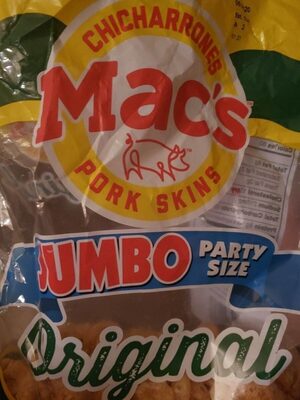 CHICHARRONES
Mac's
PORK SKINS
JUMBO PARTY
SIZE
Original